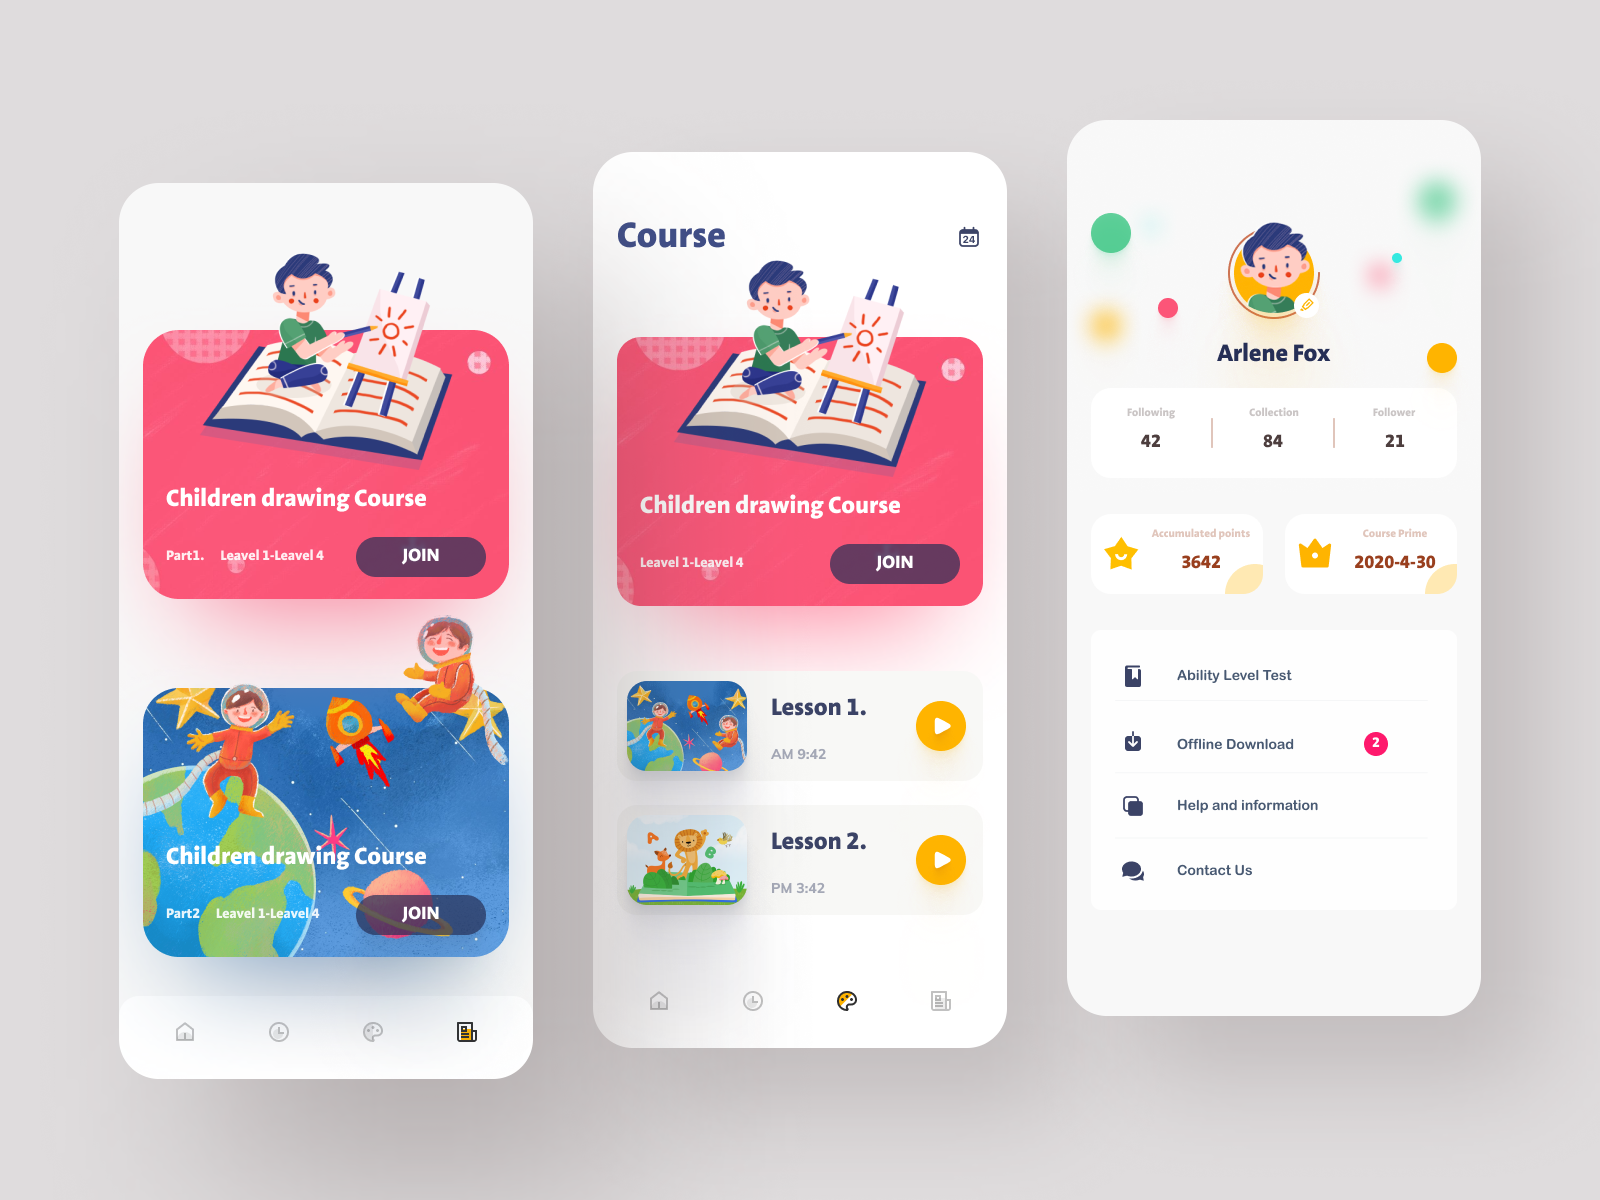 Children drawing Course
Part1. Leavel 1-Leavel 4
JOIN
Children drawing Course
Part2 Leavel 1-Leavel 4
JOIN
Course
24
Children drawing Course
Leavel 1-Leavel 4
JOIN
Lesson 1.
AM 9:42
A
B
Lesson 2.
PM 3:42
Arlene Fox
Following Collection Follower
42 84 21
Accumulated points
3642
Course Prime
2020-4-30
Ability Level Test
Offline Download 2
Help and information
Contact Us